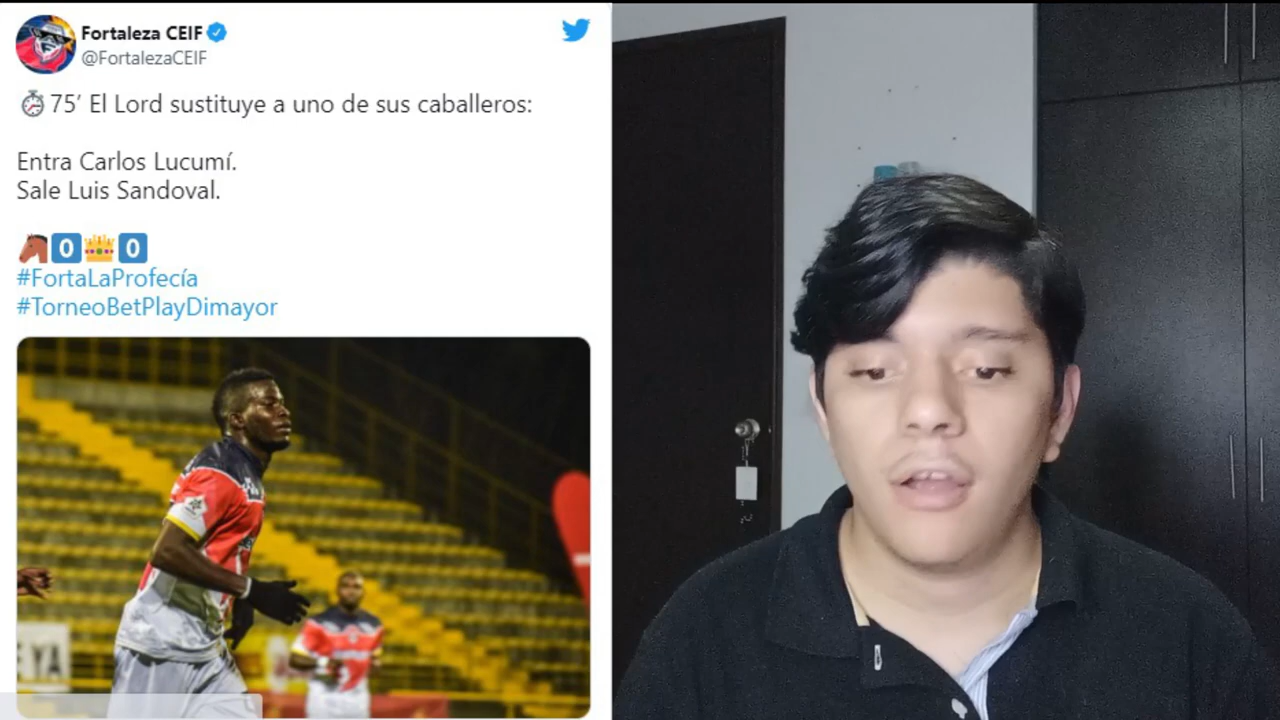 Fortaleza CEIF
@FortalezaCEIF
75’ El Lord sustituye a uno de sus caballeros:
Entra Carlos Lucumí.
Sale Luis Sandoval.
0 0
#FortaLaProfecía
#TorneoBetPlayDimayor
YA